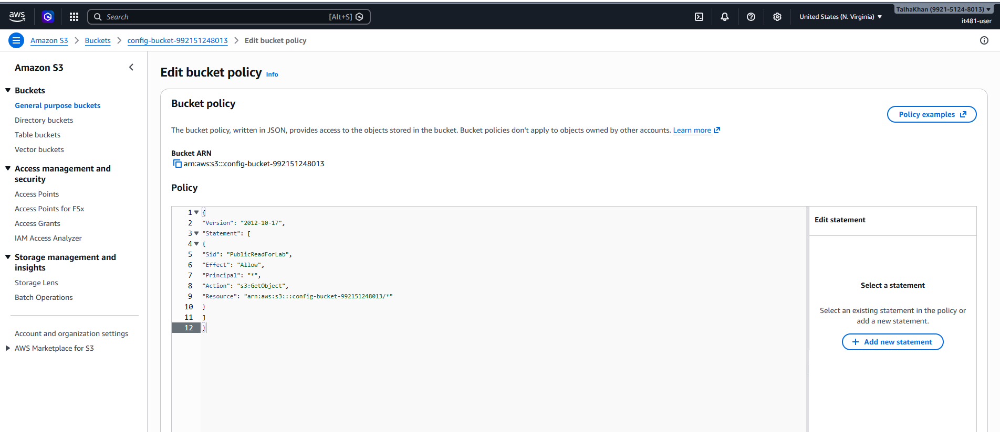 aws
Search
[Alt+S]
United States (N. Virginia)
TalhaKhan (9921-5124-8013)
it481-user
Amazon S3
Buckets
config-bucket-992151248013
Edit bucket policy
Amazon S3
Buckets
General purpose buckets
Directory buckets
Table buckets
Vector buckets
Access management and
security
Access Points
Access Points for FSx
Access Grants
IAM Access Analyzer
Storage management and
insights
Storage Lens
Batch Operations
Account and organization settings
AWS Marketplace for S3
Edit bucket policy Info
Bucket policy
Policy examples
The bucket policy, written in JSON, provides access to the objects stored in the bucket. Bucket policies don't apply to objects owned by other accounts. Learn more
Bucket ARN
arn:aws:s3:::config-bucket-992151248013
Policy
1 {
2 "Version": "2012-10-17",
3 "Statement": [
4 {
5 "Sid": "PublicReadForLab",
6 "Effect": "Allow",
7 "Principal": "*",
8 "Action": "s3:GetObject",
9 "Resource": "arn:aws:s3:::config-bucket-992151248013/*"
10 }
11 ]
12 }
Edit statement
Select a statement
Select an existing statement in the policy or
add a new statement.
+ Add new statement